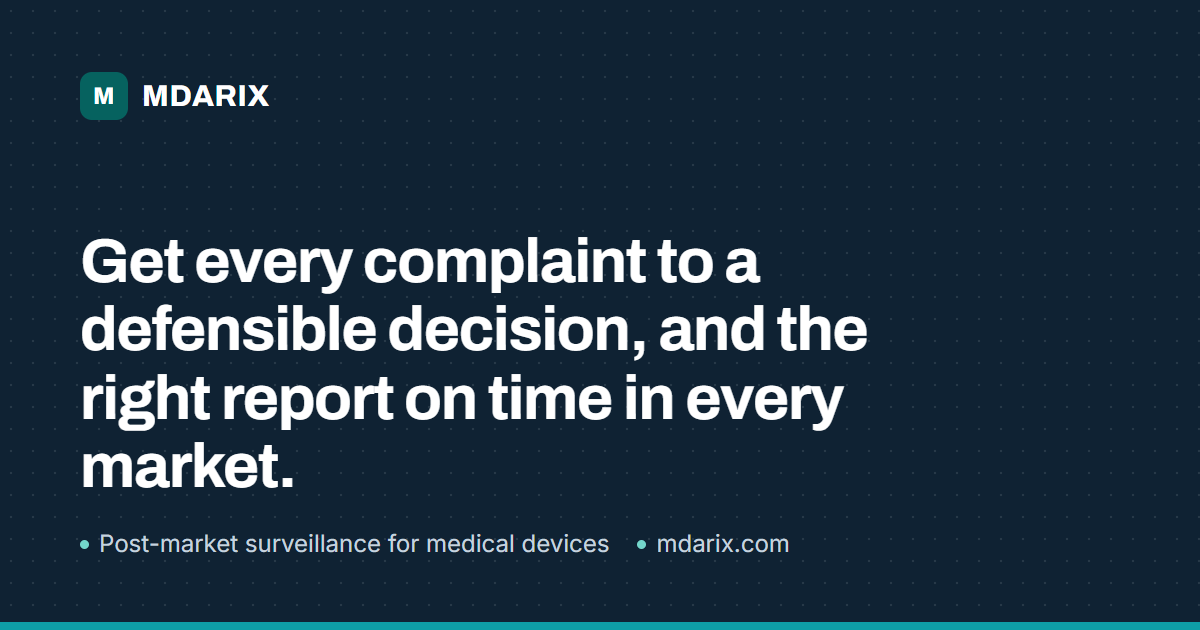 M MDARIX
Get every complaint to a
defensible decision, and the
right report on time in every
market.
Post-market surveillance for medical devices mdarix.com